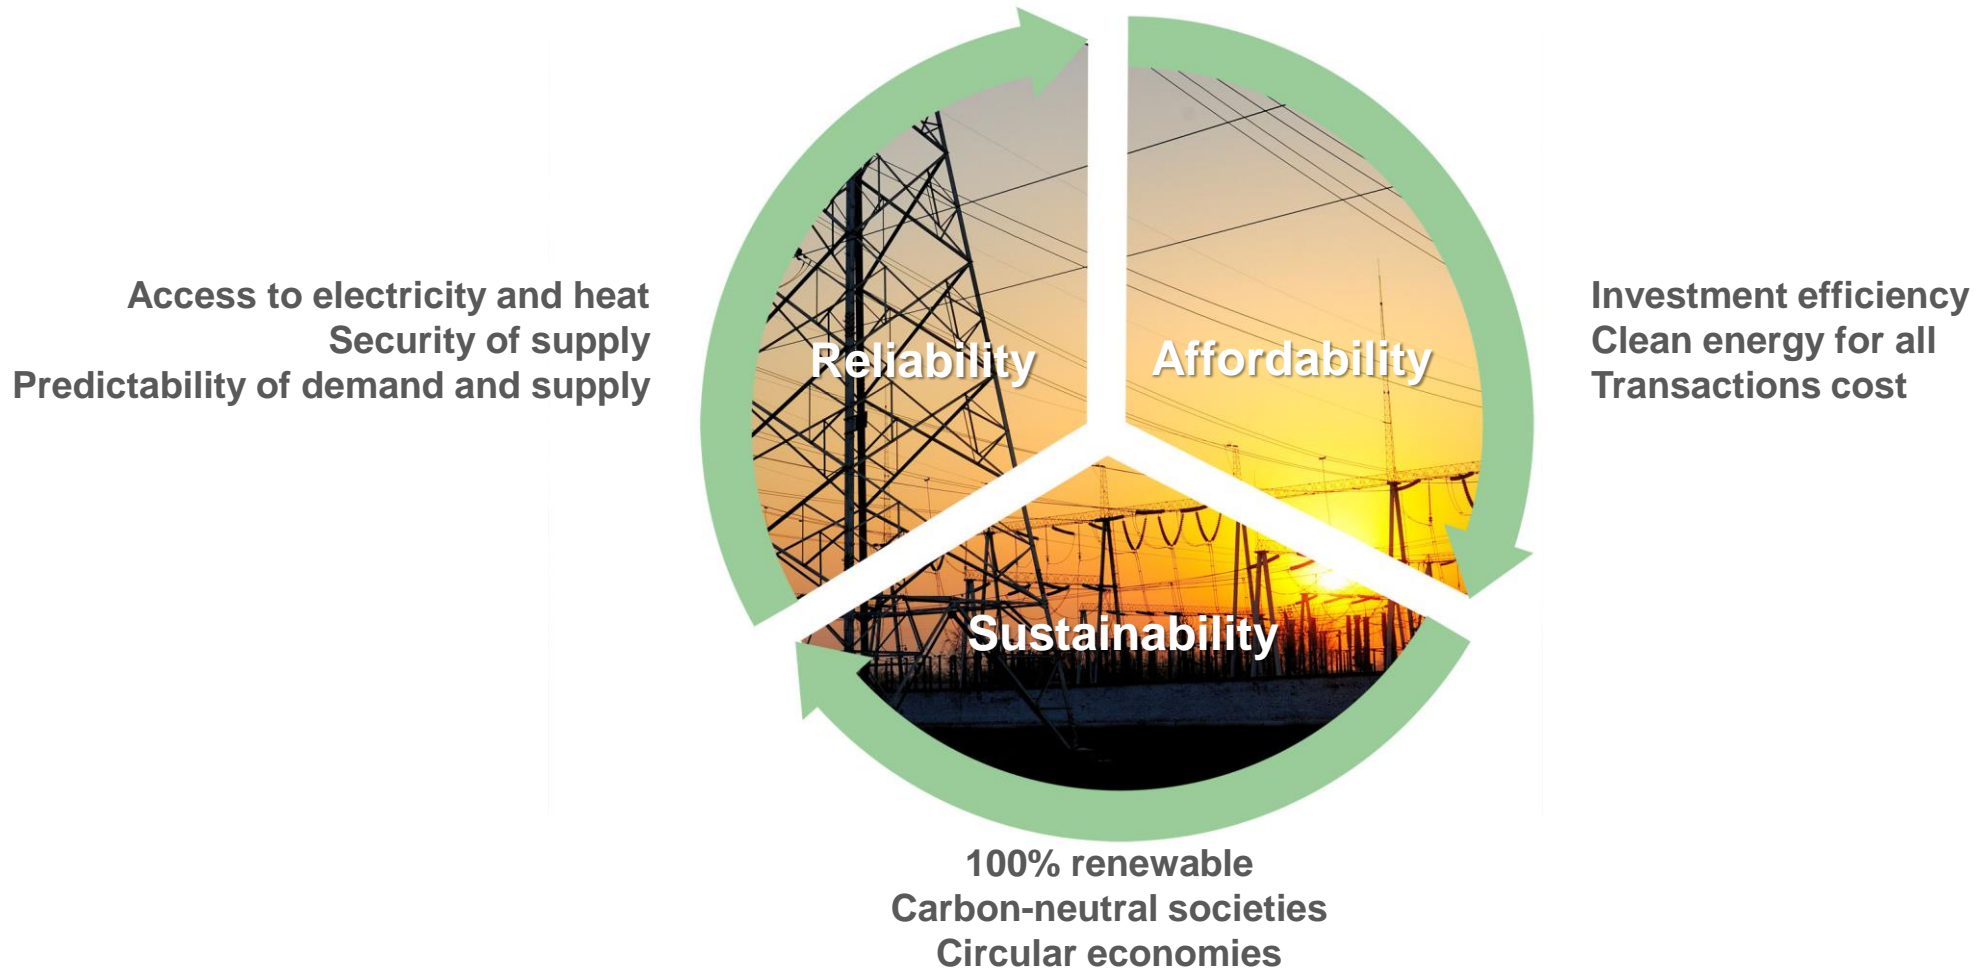 Access to electricity and heat
Security of supply
Predictability of demand and supply
Reliability
Affordability
Investment efficiency
Clean energy for all
Transactions cost
Sustainability
100% renewable
Carbon-neutral societies
Circular economies